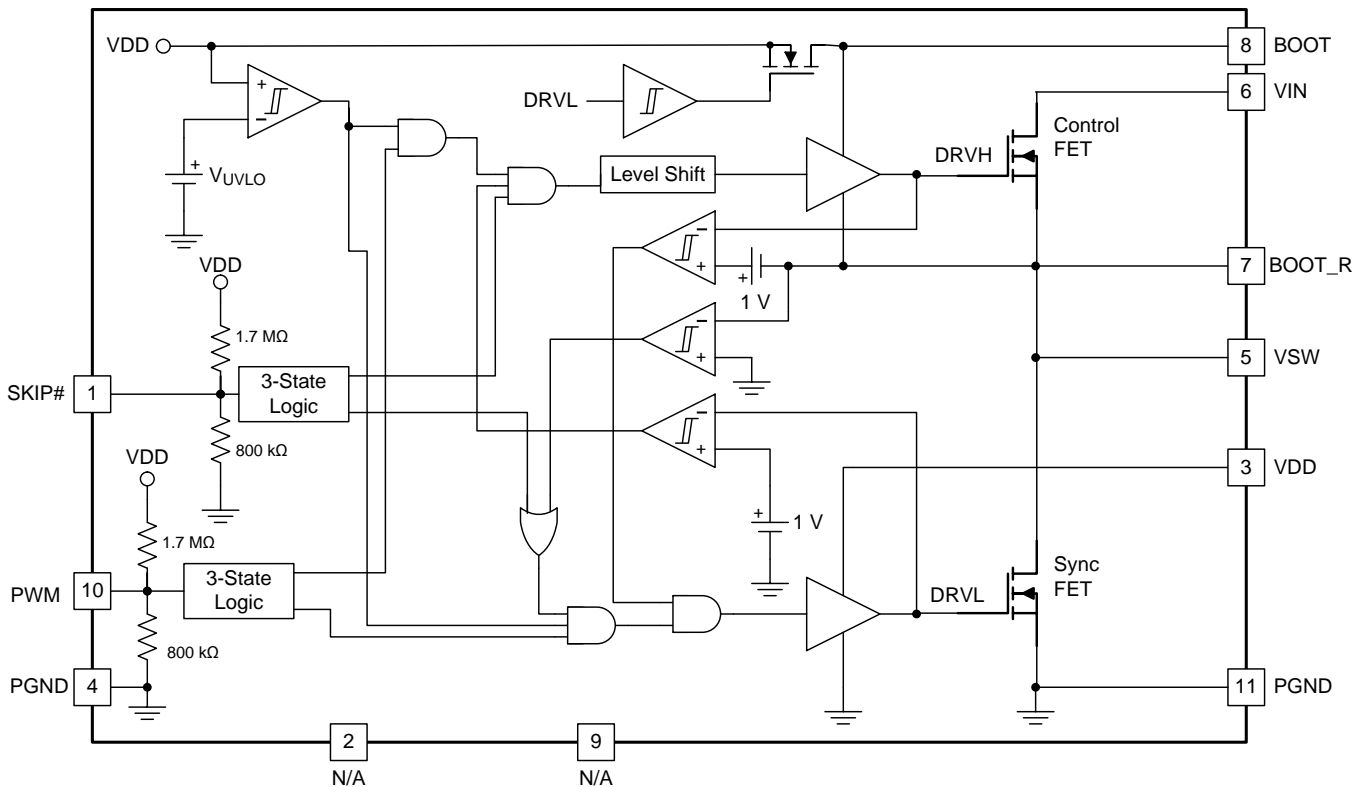 VDD
8
BOOT
DRVL
+
−
6
VIN
Control
FET
DRVH
+
VUVLO
Level Shift
VDD
−
+
+
1 V
7
BOOT_R
1.7 MΩ
−
+
5
VSW
SKIP#
1
3-State
Logic
−
+
800 kΩ
VDD
3
VDD
+
1 V
1.7 MΩ
PWM
10
3-State
Logic
Sync
FET
DRVL
800 kΩ
PGND
4
11
PGND
2
9
N/A
N/A